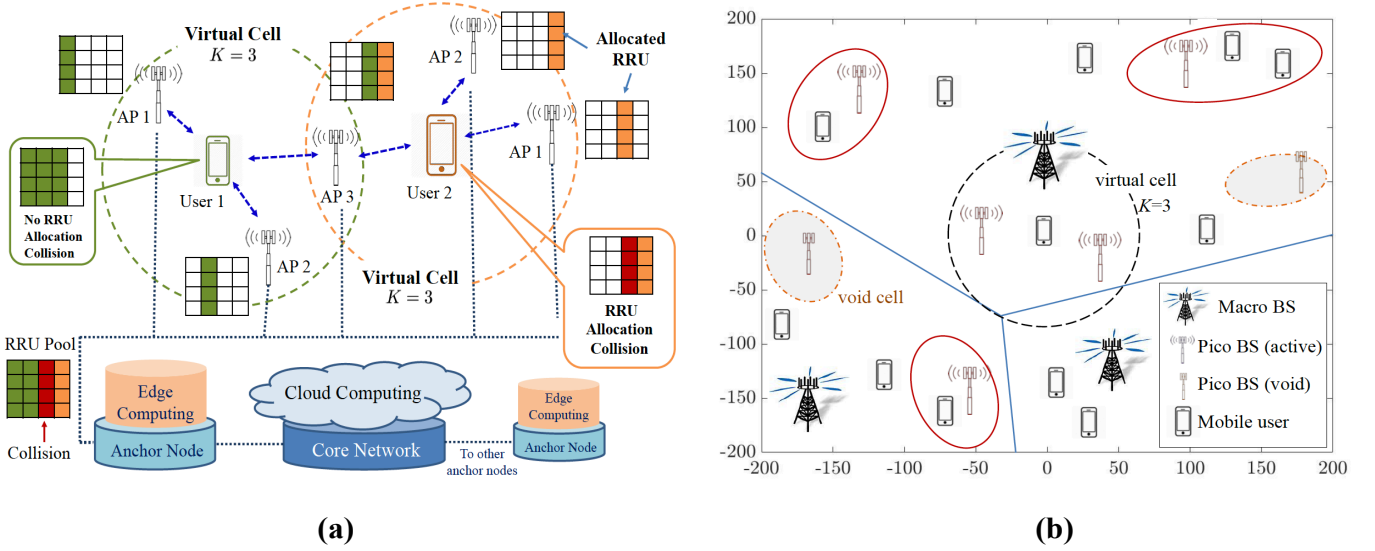 Virtual Cell
K = 3
AP 1
User 1
No RRU
Allocation
Collision
AP 2
AP 3
AP 2
Allocated
RRU
AP 1
User 2
Virtual Cell
K = 3
RRU
Allocation
Collision
RRU Pool
Collision
Edge
Computing
Anchor Node
Cloud Computing
Core Network
To other
anchor nodes
Edge
Computing
Anchor Node
(a)
200
150
100
50
0
-50
-100
-150
-200
-200
-150
-100
-50
0
50
100
150
200
virtual cell
K=3
void cell
Macro BS
Pico BS (active)
Pico BS (void)
Mobile user
(b)